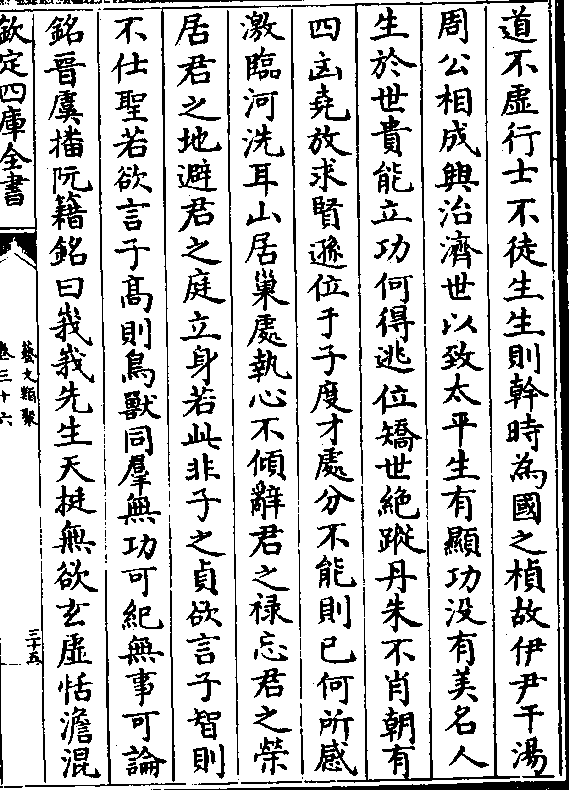 道不虛行士不徒生生則幹時為國之楨故伊尹干湯
周公相成興治濟世以致太平生有顯功没有美名人
生於世貴能立功何得逃位矯世絶蹤丹朱不肖朝有
四凶堯放求賢遜位于子度才處分不能則已何所感
激臨河洗耳山居巢處執心不傾辭君之禄忘君之榮
居君之地避君之庭立身若此非子之貞欲言子智則
不仕聖若欲言子髙則鳥獸同羣無功可紀無事可論
銘晉虞播阮籍銘曰峩峩先生天挺無欲玄虛恬澹混
欽定四庫全書
藝文類聚
卷三十六
三十五